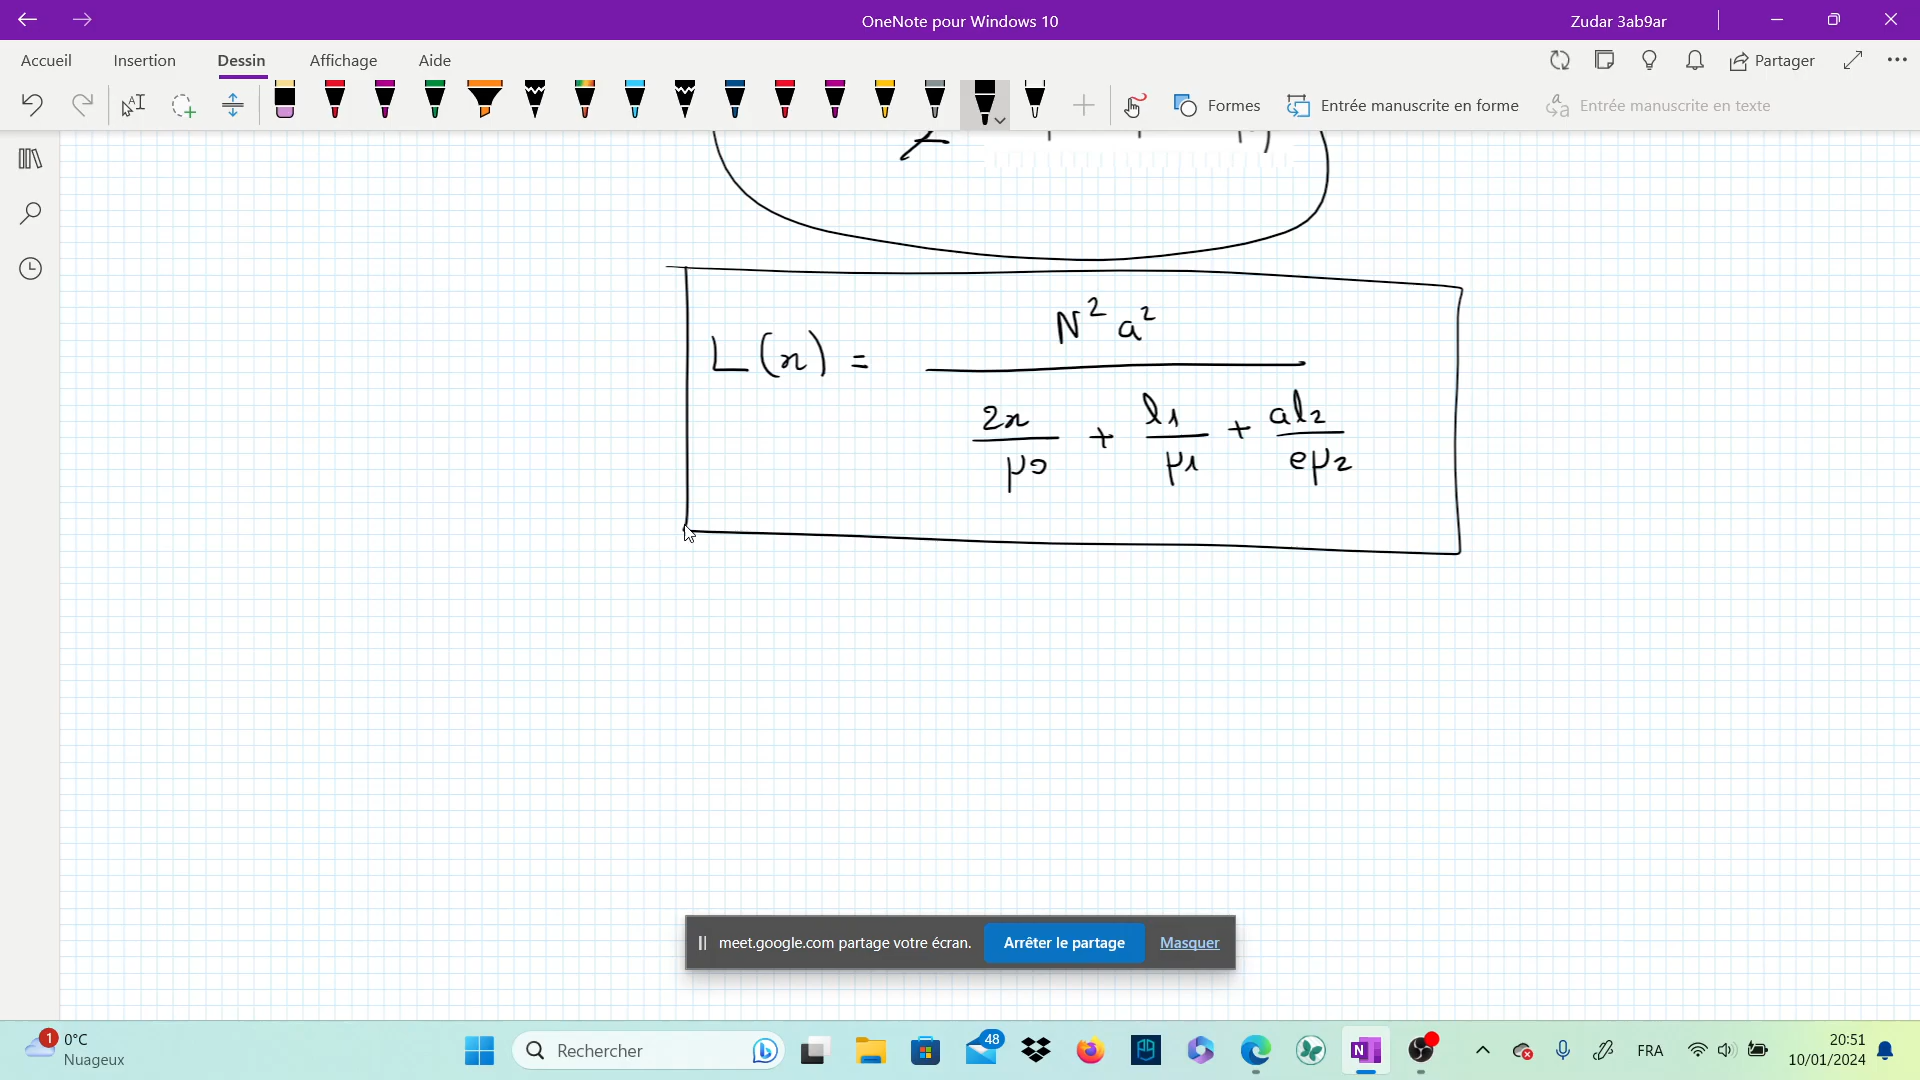 OneNote pour Windows 10
Zudar 3ab9ar
Accueil Insertion Dessin Affichage Aide
Partager
Formes Entrée manuscrite en forme Entrée manuscrite en texte
N² a²
L(x) =
2x + l1 + al2
μ0 μ1 eμ2
meet.google.com partage votre écran. Arrêter le partage Masquer
1 0°C
Nuageux
Rechercher
48
FRA
20:51
10/01/2024